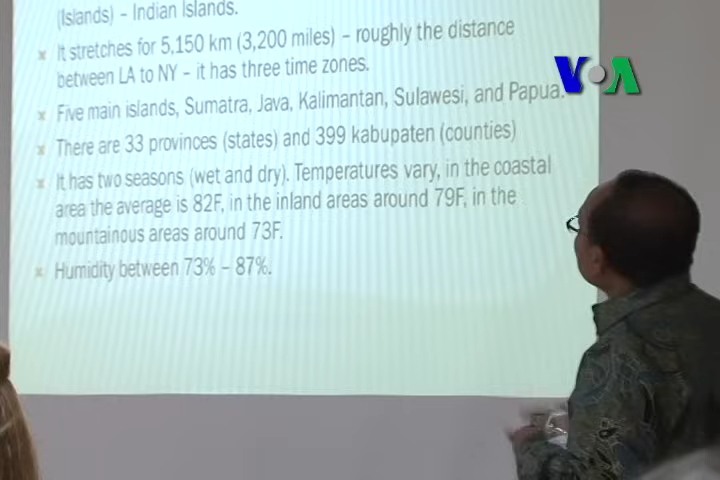 (Islands) – Indian Islands.
It stretches for 5,150 km (3,200 miles) – roughly the distance
between LA to NY – it has three time zones.
Five main islands, Sumatra, Java, Kalimantan, Sulawesi, and Papua.
There are 33 provinces (states) and 399 kabupaten (counties)
It has two seasons (wet and dry). Temperatures vary, in the coastal
area the average is 82F, in the inland areas around 79F, in the
mountainous areas around 73F.
Humidity between 73% – 87%.
VOA